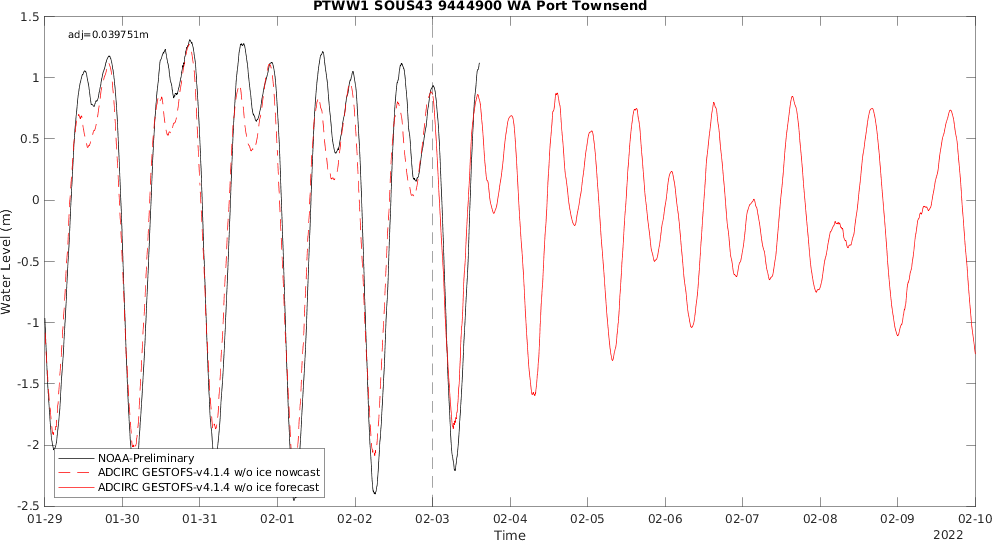 PTWW1 SOUS43 9444900 WA Port Townsend
adj=0.039751m
1.5
1
0.5
0
-0.5
-1
-1.5
-2
-2.5
Water Level (m)
NOAA-Preliminary
ADCIRC GESTOFS-v4.1.4 w/o ice nowcast
ADCIRC GESTOFS-v4.1.4 w/o ice forecast
01-29 01-30 01-31 02-01 02-02 02-03 02-04 02-05 02-06 02-07 02-08 02-09 02-10
Time
2022